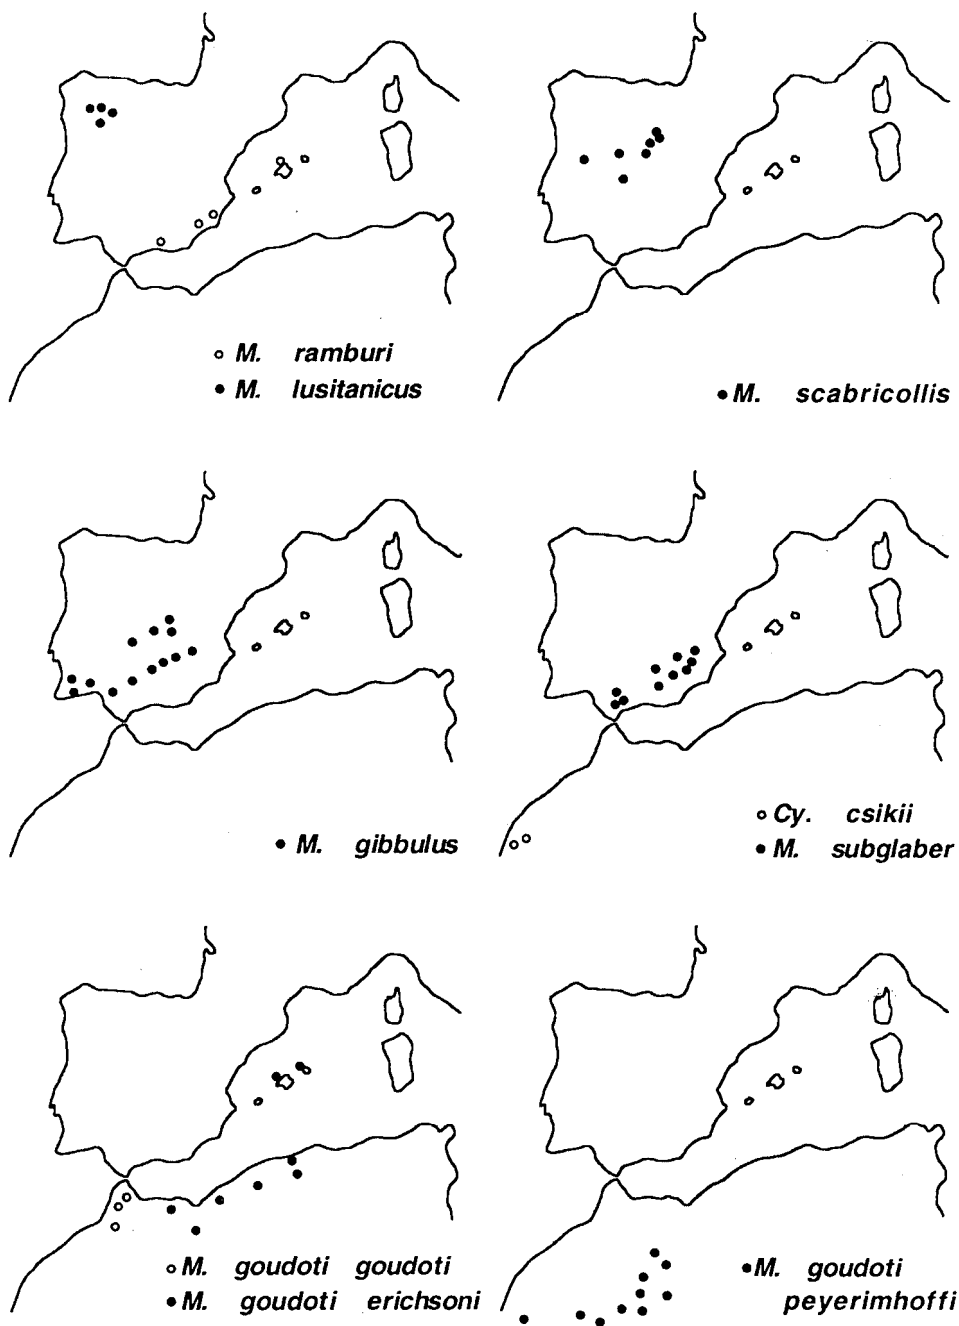 M. ramburi
M. lusitanicus
M. scabricollis
M. gibbulus
Cy. csikii
M. subglaber
M. goudoti goudoti
M. goudoti erichsoni
M. goudoti
peyerimhoffi